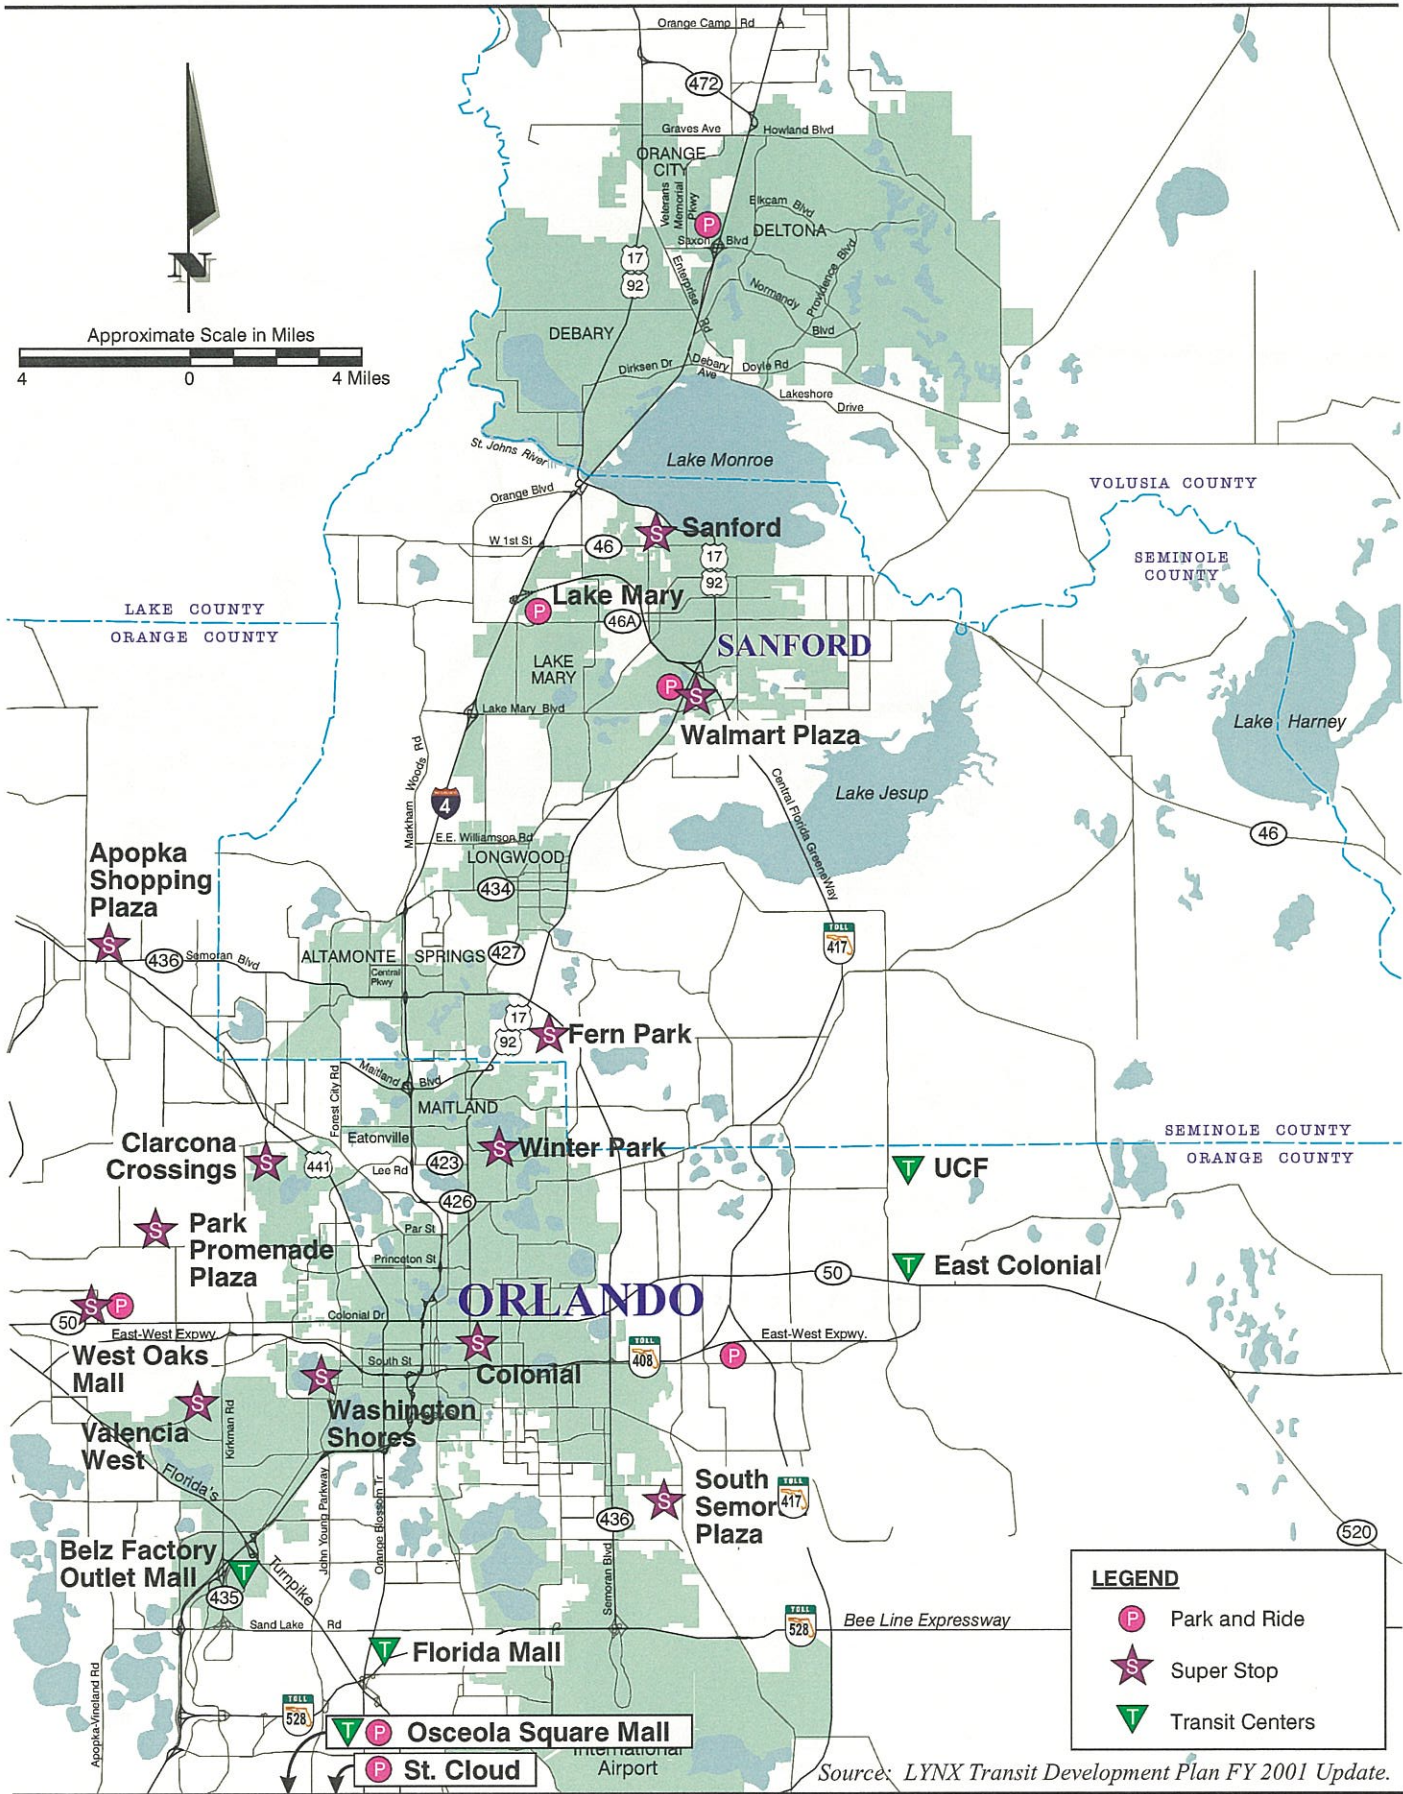 Orange Camp Rd
472
Graves Ave
Howland Blvd
ORANGE
CITY
Veterans
Memorial
Pkwy
Elkcam Blvd
P
DELTONA
Saxon Blvd
17
92
Enterprise Rd
Normandy
Blvd
Providence Blvd
N
Approximate Scale in Miles
4 0 4 Miles
DEBARY
Dirksen Dr
Debary
Ave
Doyle Rd
Lakeshore
Drive
St. Johns River
Lake Monroe
Orange Blvd
VOLUSIA COUNTY
SEMINOLE
COUNTY
W 1st St
46
S
Sanford
17
92
Lake Mary
P
46A
LAKE COUNTY
ORANGE COUNTY
SANFORD
LAKE
MARY
P
S
Lake Mary Blvd
Walmart Plaza
Lake Harney
Markham Woods Rd
Central Florida GreeneWay
Lake Jesup
4
46
E.E. Williamson Rd
LONGWOOD
434
Apopka
Shopping
Plaza
S
436
Semoran Blvd
ALTAMONTE SPRINGS
427
Central
Pkwy
TOLL
417
17
92
S
Fern Park
Forest City Rd
Maitland Blvd
MAITLAND
Eatonville
Clarcona
Crossings
S
441
Lee Rd
423
S
Winter Park
SEMINOLE COUNTY
ORANGE COUNTY
T
UCF
426
S
Park
Promenade
Plaza
Par St
Princeton St
T
East Colonial
50
ORLANDO
S
P
50
Colonial Dr
East-West Expwy.
East-West Expwy.
West Oaks
Mall
South St
S
Colonial
TOLL
408
P
S
Washington
Shores
S
Valencia
West
Kirkman Rd
Florida's
Turnpike
John Young Parkway
Orange Blossom Tr
S
South
Semor
Plaza
TOLL
417
436
Semoran Blvd
520
Belz Factory
Outlet Mall
T
435
Sand Lake Rd
TOLL
528
Bee Line Expressway
T
Florida Mall
Apopka-Vineland Rd
TOLL
528
T
P
Osceola Square Mall
P
St. Cloud
International
Airport
LEGEND
P
Park and Ride
S
Super Stop
T
Transit Centers
Source: LYNX Transit Development Plan FY 2001 Update.